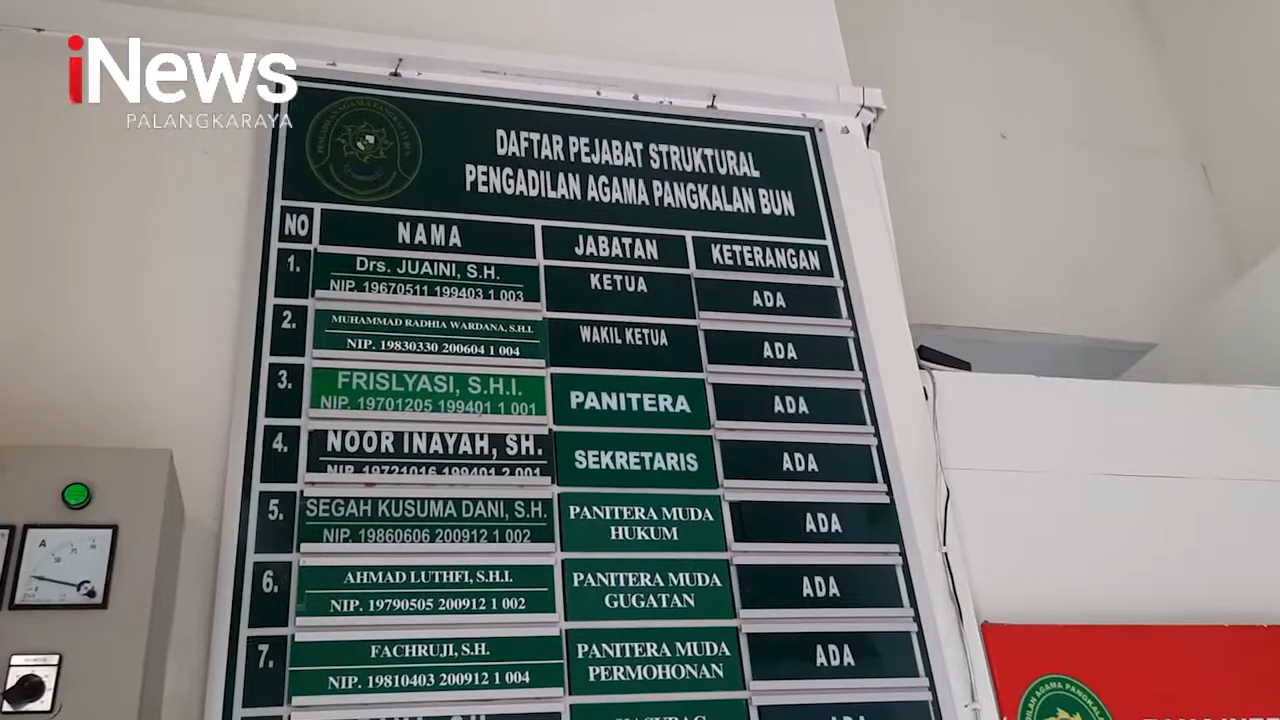 iNews
PALANGKARAYA
DAFTAR PEJABAT STRUKTURAL
PENGADILAN AGAMA PANGKALAN BUN
NO NAMA JABATAN KETERANGAN
1. Drs. JUAINI, S.H. KETUA ADA
NIP. 19670511 199403 1 003
2. MUHAMMAD RADHIA WARDANA, S.H.I. WAKIL KETUA ADA
NIP. 19830330 200604 1 004
3. FRISLYASI, S.H.I. PANITERA ADA
NIP. 19701205 199401 1 001
4. NOOR INAYAH, SH. SEKRETARIS ADA
NIP. 19721016 199401 2 001
5. SEGAH KUSUMA DANI, S.H. PANITERA MUDA ADA
NIP. 19860606 200912 1 002 HUKUM
6. AHMAD LUTHFI, S.H.I. PANITERA MUDA ADA
NIP. 19790505 200912 1 002 GUGATAN
7. FACHRUJI, S.H. PANITERA MUDA ADA
NIP. 19810403 200912 1 004 PERMOHONAN
ADA
A